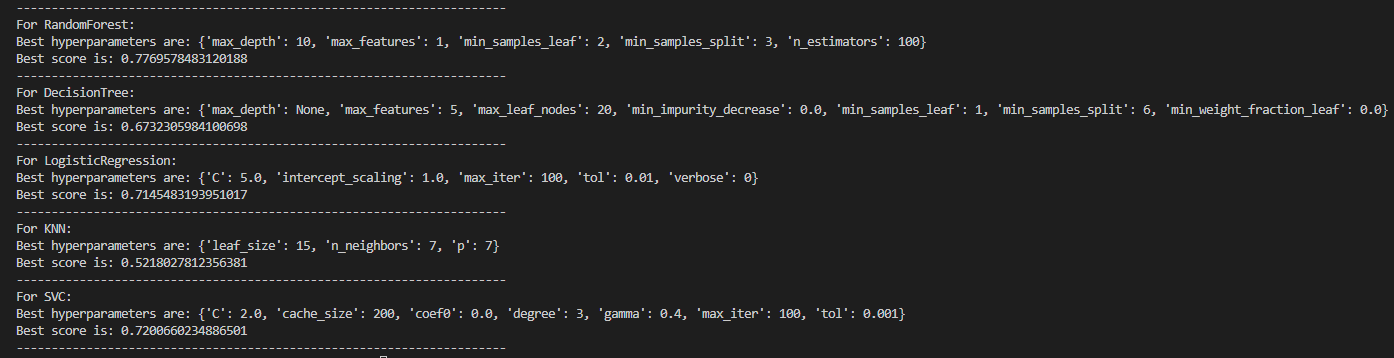 ----------------------------------------------------------------------
For RandomForest:
Best hyperparameters are: {'max_depth': 10, 'max_features': 1, 'min_samples_leaf': 2, 'min_samples_split': 3, 'n_estimators': 100}
Best score is: 0.7769578483120188
----------------------------------------------------------------------
For DecisionTree:
Best hyperparameters are: {'max_depth': None, 'max_features': 5, 'max_leaf_nodes': 20, 'min_impurity_decrease': 0.0, 'min_samples_leaf': 1, 'min_samples_split': 6, 'min_weight_fraction_leaf': 0.0}
Best score is: 0.6732305984100698
----------------------------------------------------------------------
For LogisticRegression:
Best hyperparameters are: {'C': 5.0, 'intercept_scaling': 1.0, 'max_iter': 100, 'tol': 0.01, 'verbose': 0}
Best score is: 0.7145483193951017
----------------------------------------------------------------------
For KNN:
Best hyperparameters are: {'leaf_size': 15, 'n_neighbors': 7, 'p': 7}
Best score is: 0.5218027812356381
----------------------------------------------------------------------
For SVC:
Best hyperparameters are: {'C': 2.0, 'cache_size': 200, 'coef0': 0.0, 'degree': 3, 'gamma': 0.4, 'max_iter': 100, 'tol': 0.001}
Best score is: 0.7200660234886501
----------------------------------------------------------------------